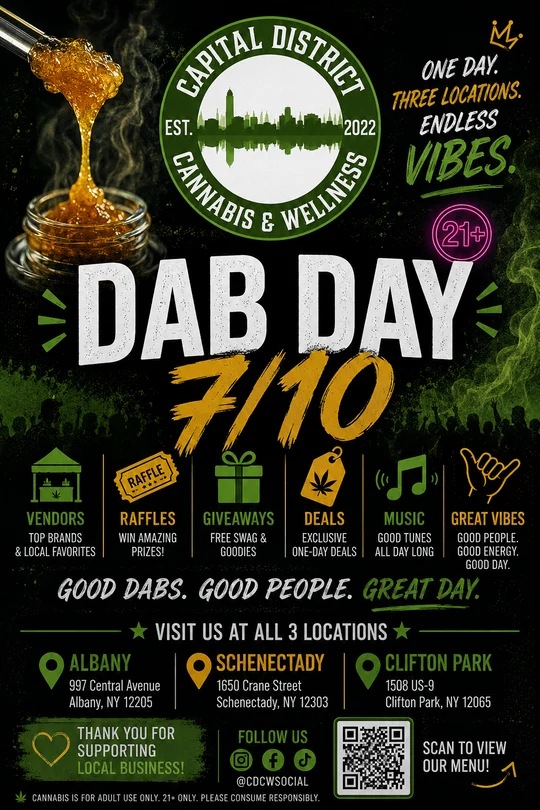 CAPITAL DISTRICT
EST. 2022
CANNABIS & WELLNESS
ONE DAY.
THREE LOCATIONS.
ENDLESS
VIBES.
21+
DAB DAY
7/10
VENDORS
TOP BRANDS
& LOCAL FAVORITES
RAFFLE
RAFFLES
WIN AMAZING
PRIZES!
GIVEAWAYS
FREE SWAG &
GOODIES
DEALS
EXCLUSIVE
ONE-DAY DEALS
MUSIC
GOOD TUNES
ALL DAY LONG
GREAT VIBES
GOOD PEOPLE.
GOOD ENERGY.
GOOD DAY.
GOOD DABS. GOOD PEOPLE. GREAT DAY.
VISIT US AT ALL 3 LOCATIONS
ALBANY
997 Central Avenue
Albany, NY 12205
SCHENECTADY
1650 Crane Street
Schenectady, NY 12303
CLIFTON PARK
1508 US-9
Clifton Park, NY 12065
THANK YOU FOR
SUPPORTING
LOCAL BUSINESS!
FOLLOW US
@CDCWSOCIAL
SCAN TO VIEW
OUR MENU!
CANNABIS IS FOR ADULT USE ONLY. 21+ ONLY. PLEASE CONSUME RESPONSIBLY.